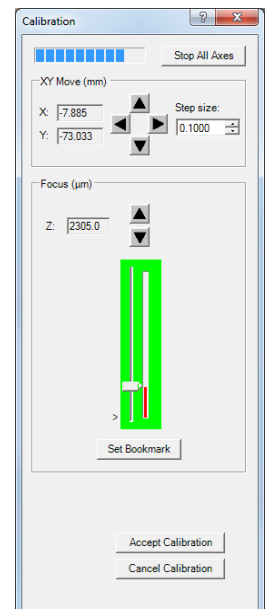 Calibration
?
Stop All Axes
XY Move (mm)
X: -7.885
Step size:
0.1000
Y: -73.033
Focus (µm)
Z: 2305.0
>
Set Bookmark
Accept Calibration
Cancel Calibration